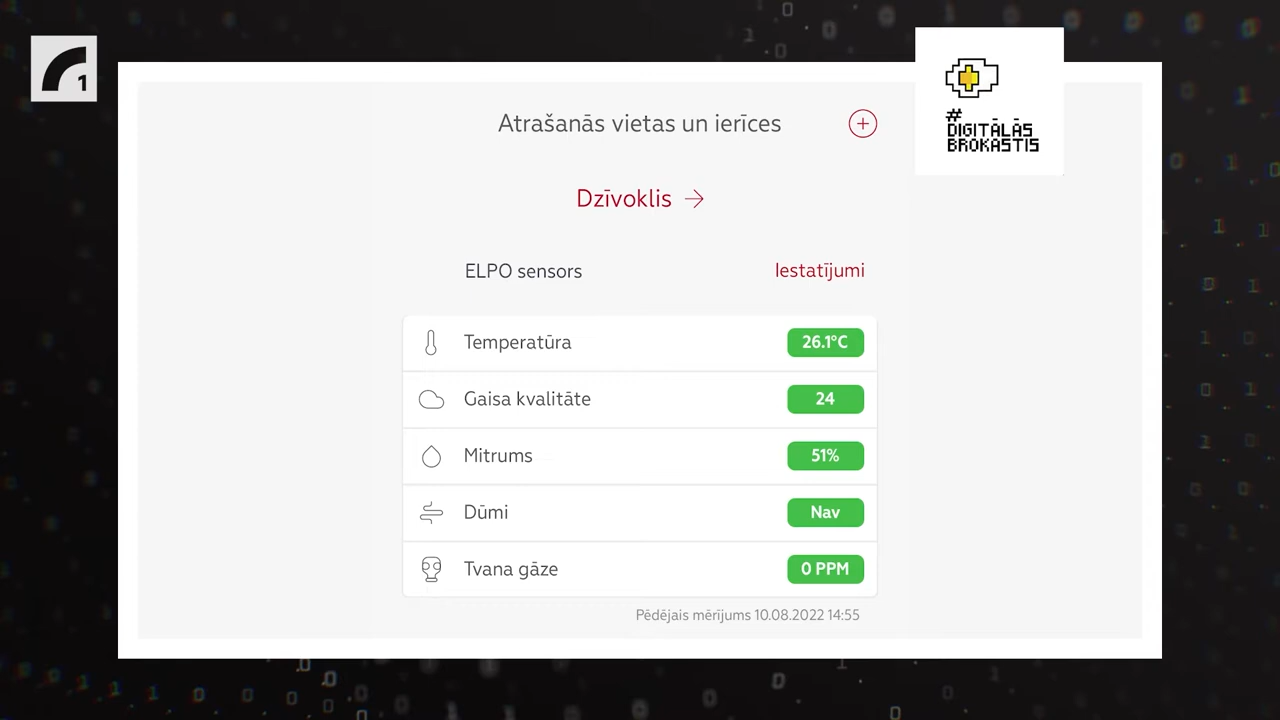 1
#
DIGITĀLĀS
BROKASTIS
Atrašanās vietas un ierīces
Dzīvoklis →
ELPO sensors Iestatījumi
Temperatūra 26.1°C
Gaisa kvalitāte 24
Mitrums 51%
Dūmi Nav
Tvana gāze 0 PPM
Pēdējais mērījums 10.08.2022 14:55